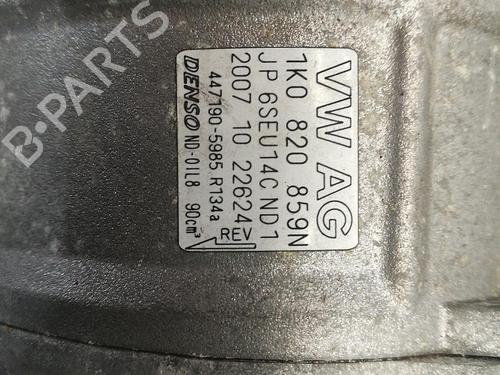 VW AG
1K0 820 859N
JP 6SEU14C ND1
2007 10 22624 REV
447190-5985 R134a
DENSO ND-OIL8 90cm³
B-PARTS